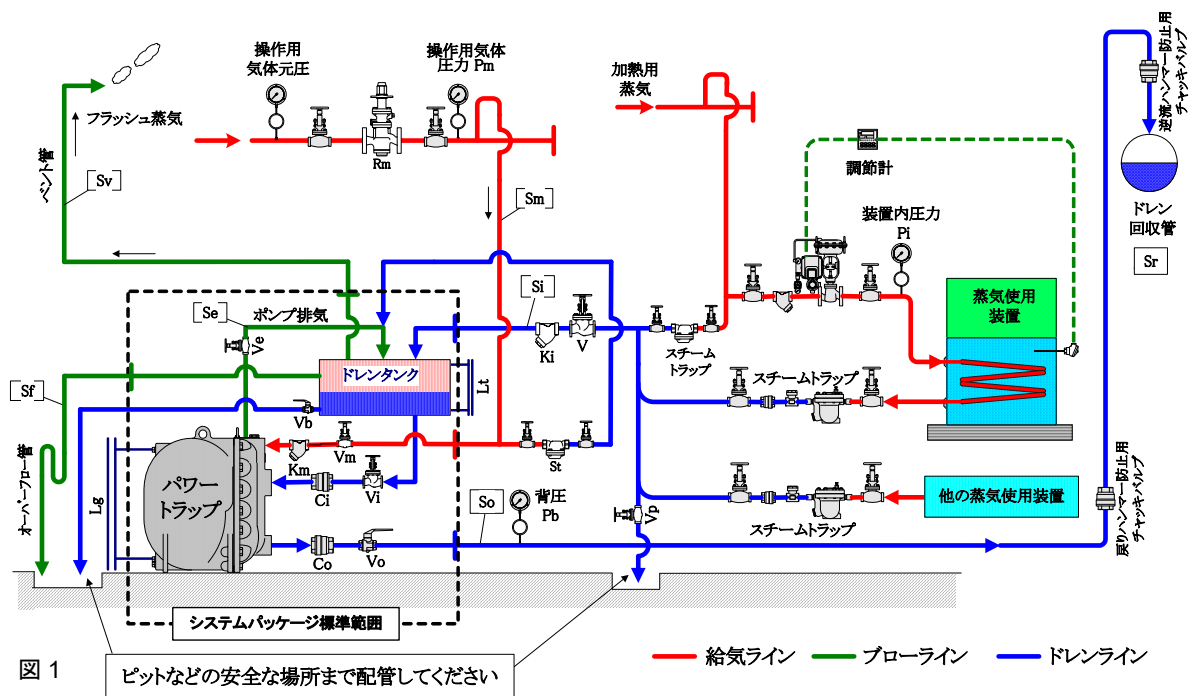 操作用
気体元圧
操作用気体
圧力 Pm
加熱用
蒸気
逆流ハンマー防止用
チャッキバルブ
フラッシュ蒸気
Rm
調節計
ベント管
Sv
Sm
装置内圧力
Pi
ドレン
回収管
Sr
Se
ポンプ排気
Si
蒸気使用
装置
Ve
Ki
V
スチーム
トラップ
ドレンタンク
Lt
スチームトラップ
Sf
Vb
Vm
Km
St
オーバーフロー管
Lg
パワー
トラップ
Ci
Vi
So
背圧
Pb
Vp
他の蒸気使用装置
スチームトラップ
戻りハンマー防止用
チャッキバルブ
Co
Vo
システムパッケージ標準範囲
図 1
ピットなどの安全な場所まで配管してください
給気ライン
ブローライン
ドレンライン